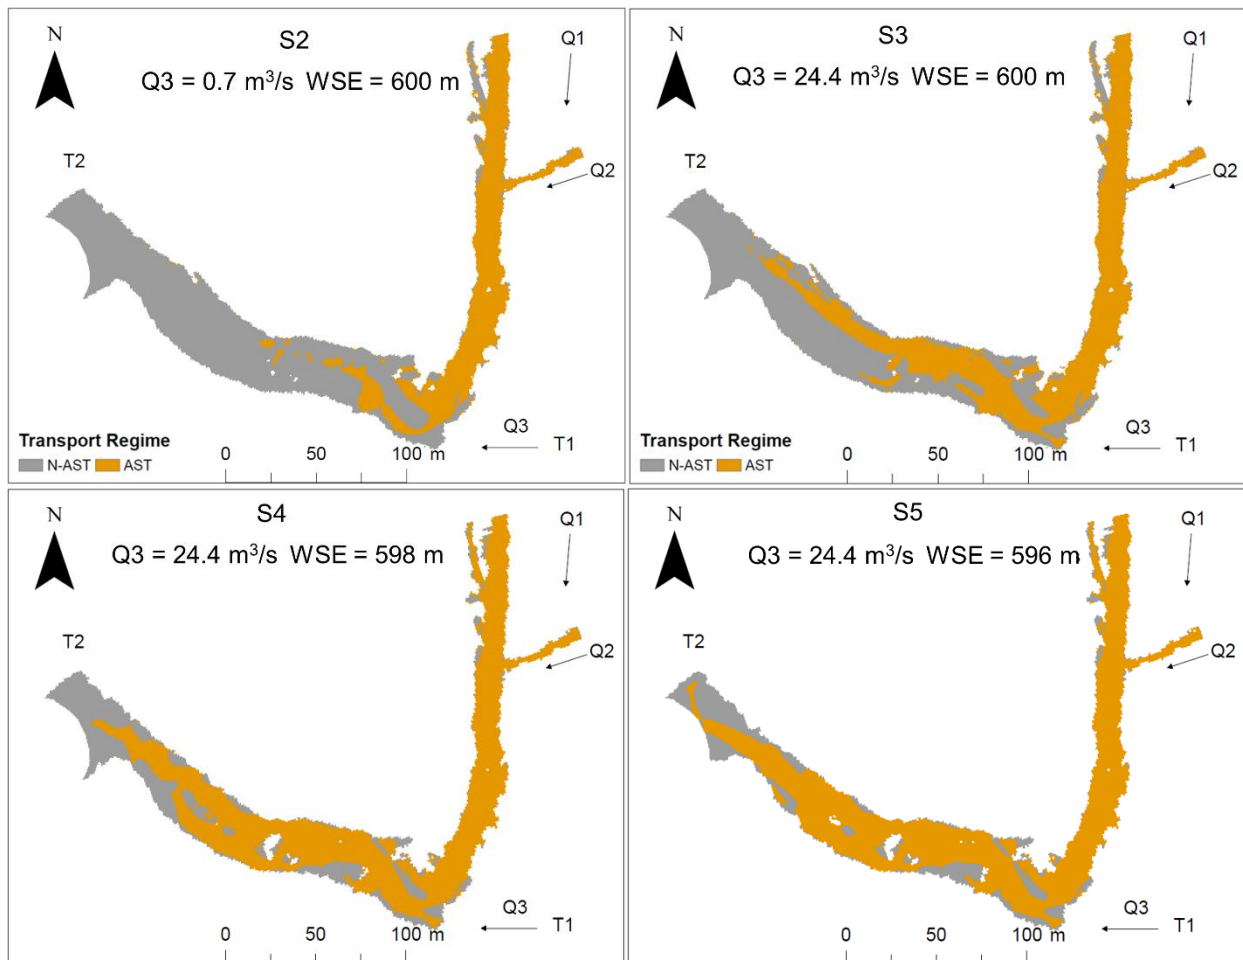 N
S2
Q1
Q3 = 0.7 m³/s WSE = 600 m
T2
Q2
Q3
T1
Transport Regime
N-AST AST
0 50 100 m
N
S3
Q1
Q3 = 24.4 m³/s WSE = 600 m
T2
Q2
Q3
T1
Transport Regime
N-AST AST
0 50 100 m
N
S4
Q1
Q3 = 24.4 m³/s WSE = 598 m
T2
Q2
Q3
T1
0 50 100 m
N
S5
Q1
Q3 = 24.4 m³/s WSE = 596 m
T2
Q2
Q3
T1
0 50 100 m